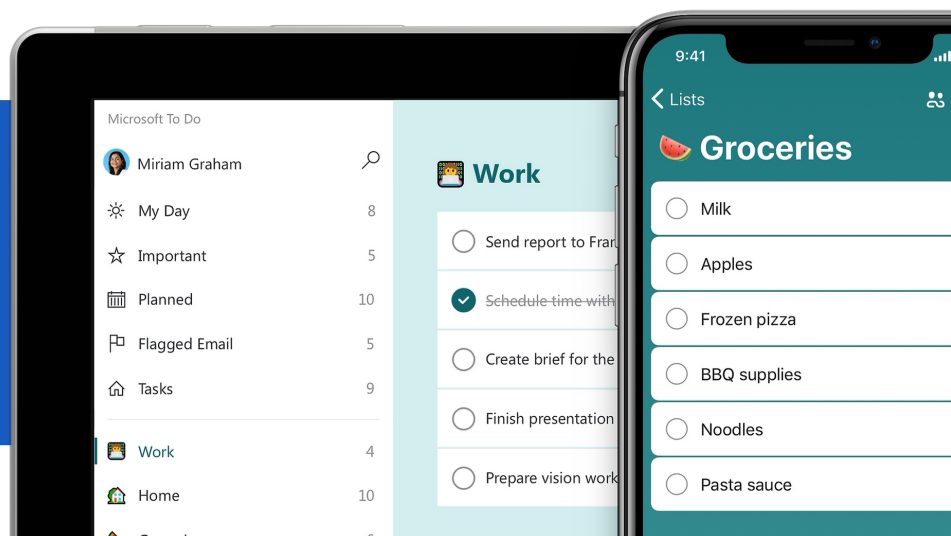 Microsoft To Do
Miriam Graham
My Day 8
Important 5
Planned 10
Flagged Email 5
Tasks 9
Work 4
Home 10
Work
Send report to
Schedule time with
Create brief for the
Finish presentation
Prepare vision
9:41
Lists
Groceries
Milk
Apples
Frozen pizza
BBQ supplies
Noodles
Pasta sauce